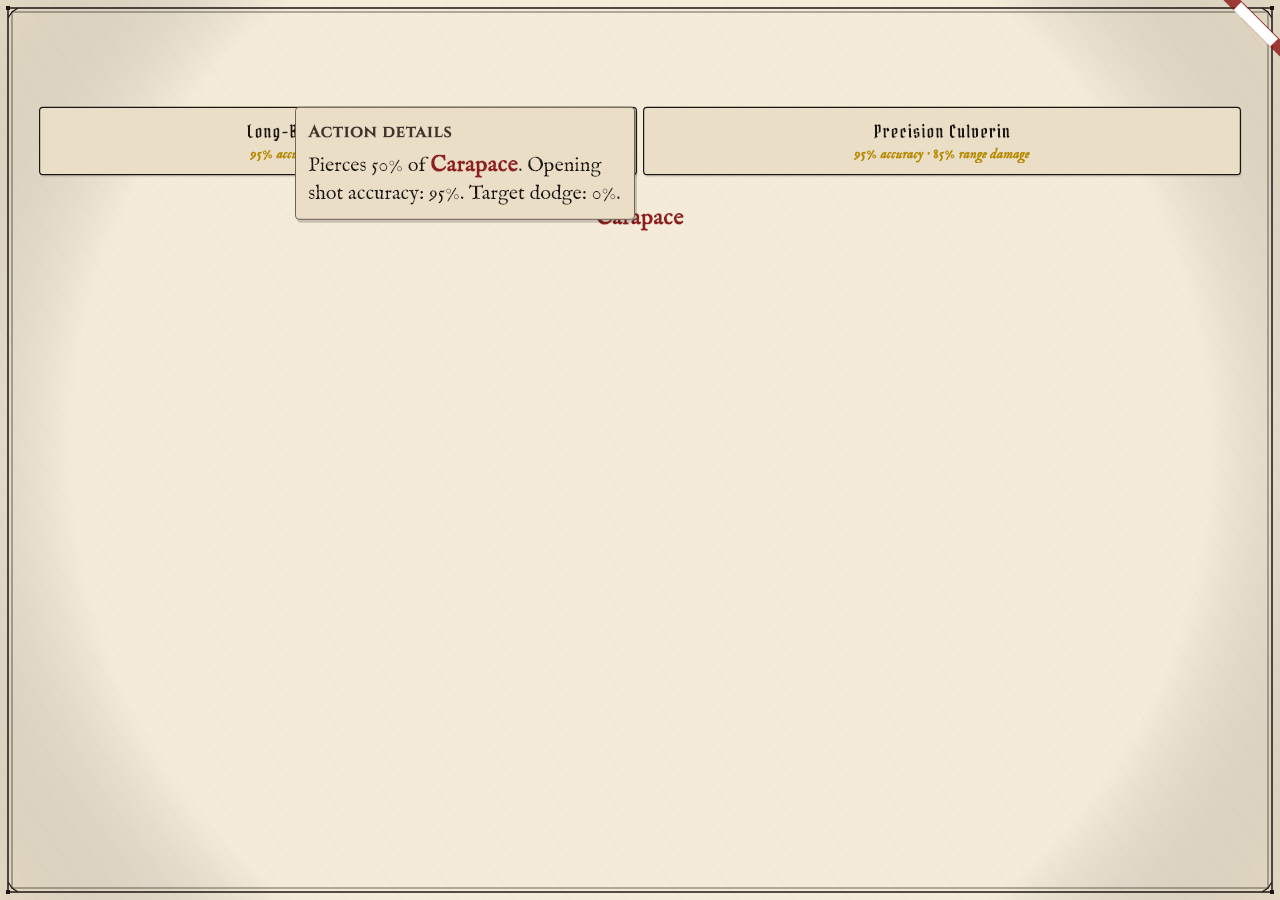 Long-
95%
ACTION DETAILS
Pierces 50% of Carapace. Opening
shot accuracy: 95%. Target dodge: 0%.
Precision Culverin
95% accuracy · 85% range damage
Carapace